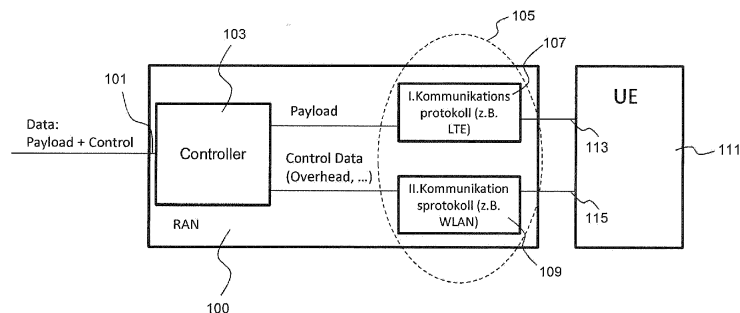 105
103
107
101
Data:
Payload + Control
Controller
Payload
Control Data
(Overhead, ...)
I.Kommunikations
protokoll (z.B.
LTE)
II.Kommunikation
sprotokoll (z.B.
WLAN)
UE
113
111
115
RAN
109
100